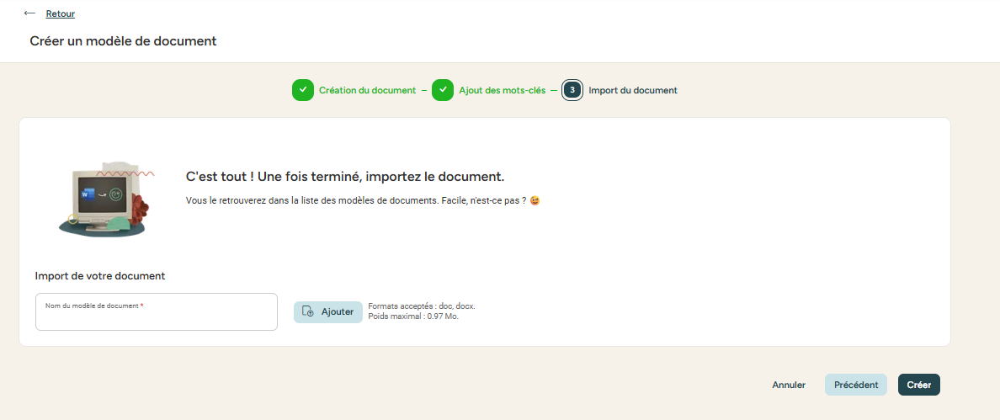 Retour
Créer un modèle de document
Création du document – Ajout des mots-clés – 3 Import du document
W
C'est tout ! Une fois terminé, importez le document.
Vous le retrouverez dans la liste des modèles de documents. Facile, n'est-ce pas ? 😉
Import de votre document
Nom du modèle de document *
Ajouter
Formats acceptés : doc, docx.
Poids maximal : 0.97 Mo.
Annuler
Précédent
Créer